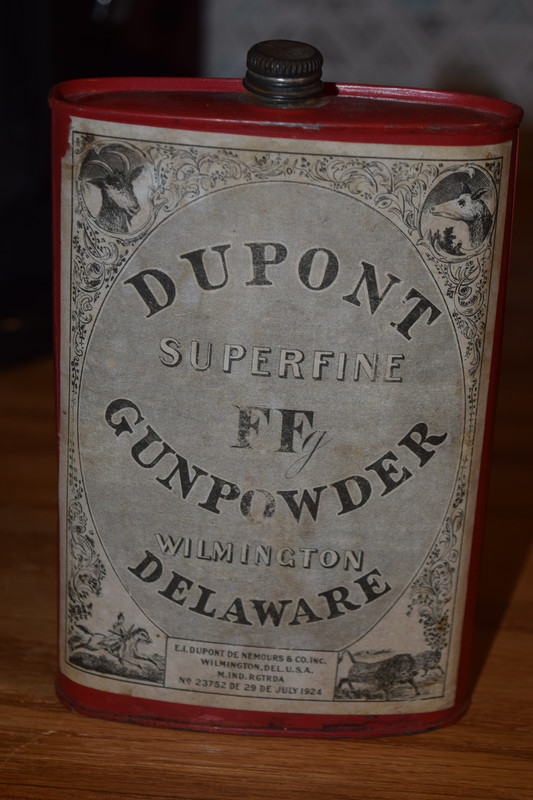 DUPONT
SUPERFINE
FFg
GUNPOWDER
WILMINGTON
DELAWARE
E.I. DUPONT DE NEMOURS & CO. INC.
WILMINGTON, DEL. U.S.A.
M. IND. RGTRDA
Nº 23752 DE 29 DE JULY 1924